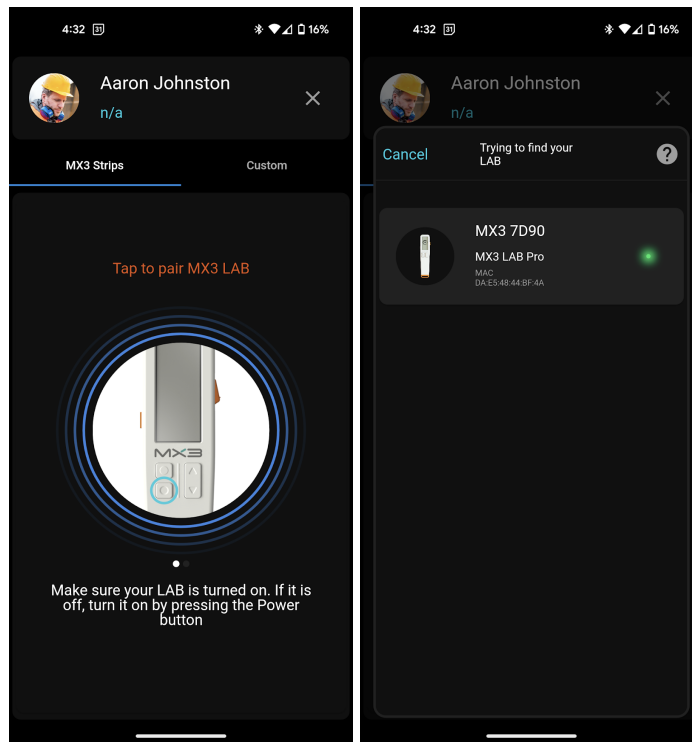 4:32 31 16%
Aaron Johnston
n/a
MX3 Strips Custom
Tap to pair MX3 LAB
MX3
Make sure your LAB is turned on. If it is
off, turn it on by pressing the Power
button
4:32 31 16%
Aaron Johnston
n/a
Cancel
Trying to find your
LAB
?
MX3 7D90
MX3 LAB Pro
MAC
DA:E5:48:44:BF:4A